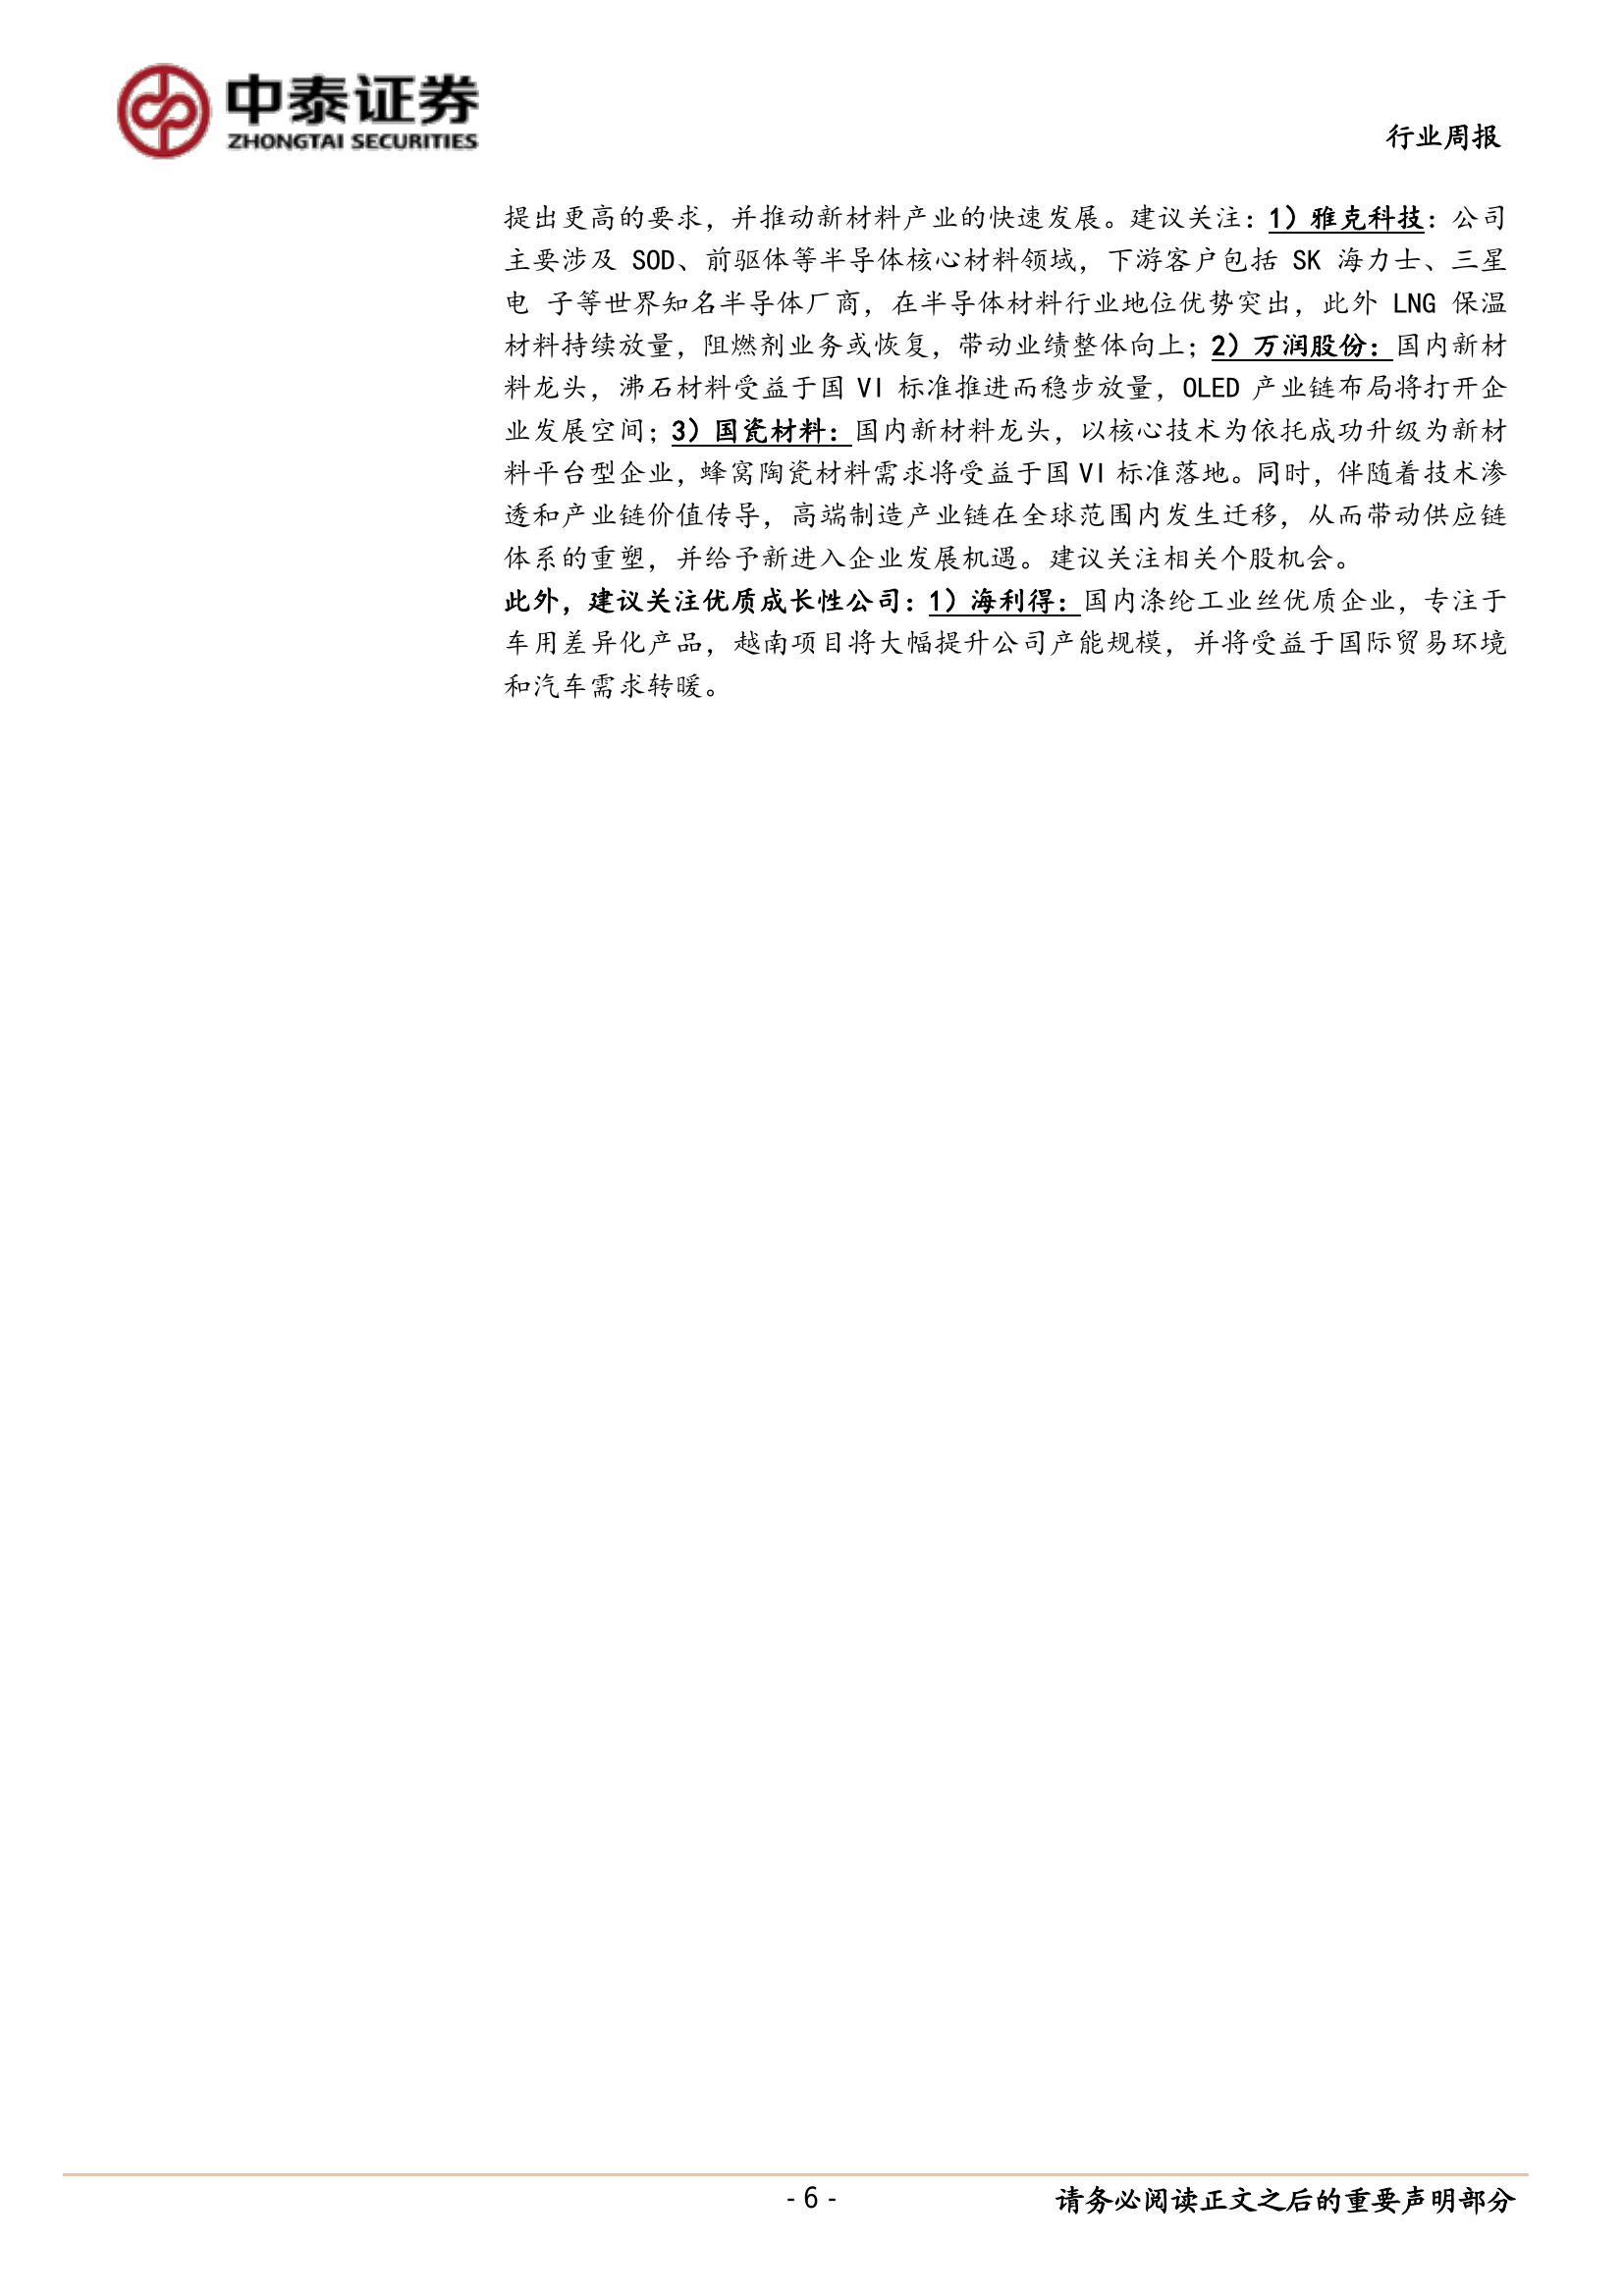 中泰证券
ZHONGTAI SECURITIES
行业周报
提出更高的要求，并推动新材料产业的快速发展。建议关注：1）雅克科技：公司
主要涉及 SOD、前驱体等半导体核心材料领域，下游客户包括 SK 海力士、三星
电 子等世界知名半导体厂商，在半导体材料行业地位优势突出，此外 LNG 保温
材料持续放量，阻燃剂业务或恢复，带动业绩整体向上；2）万润股份：国内新材
料龙头，沸石材料受益于国 VI 标准推进而稳步放量，OLED 产业链布局将打开企
业发展空间；3）国瓷材料：国内新材料龙头，以核心技术为依托成功升级为新材
料平台型企业，蜂窝陶瓷材料需求将受益于国 VI 标准落地。同时，伴随着技术渗
透和产业链价值传导，高端制造产业链在全球范围内发生迁移，从而带动供应链
体系的重塑，并给予新进入企业发展机遇。建议关注相关个股机会。
此外，建议关注优质成长性公司：1）海利得：国内涤纶工业丝优质企业，专注于
车用差异化产品，越南项目将大幅提升公司产能规模，并将受益于国际贸易环境
和汽车需求转暖。
- 6 -
请务必阅读正文之后的重要声明部分